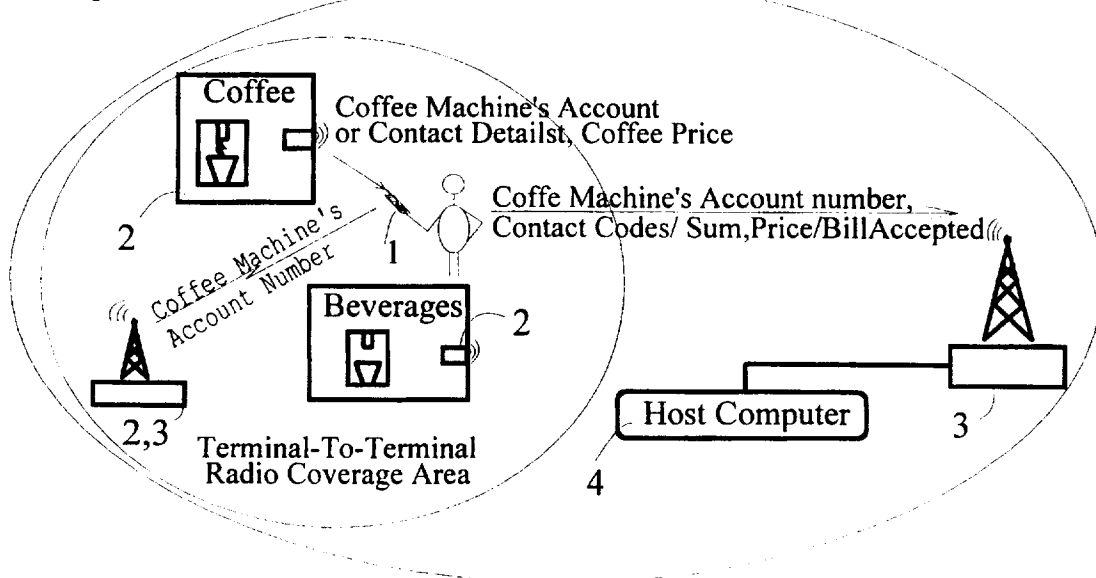 Coffee
Coffee Machine's Account
or Contact Detailst, Coffee Price
2
1
Coffe Machine's Account number,
Contact Codes/ Sum,Price/BillAccepted
Coffee Machine's
Account Number
Beverages
2
2,3
Terminal-To-Terminal
Radio Coverage Area
Host Computer
3
4